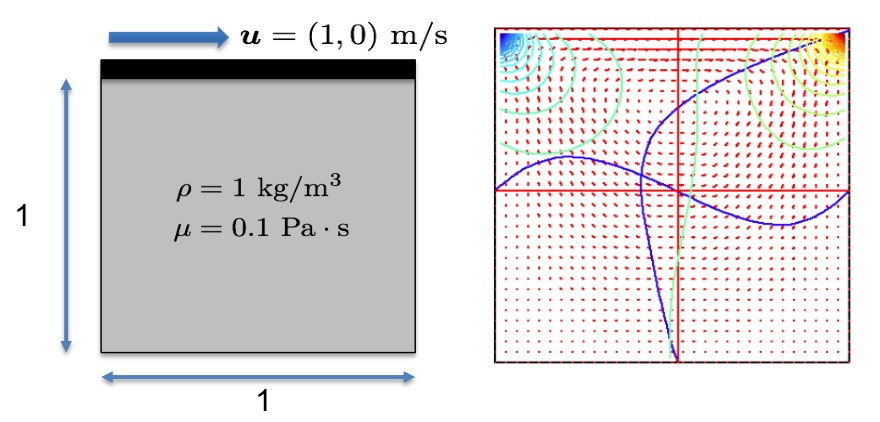 u = (1, 0) m/s
ρ = 1 kg/m³
μ = 0.1 Pa · s
1
1